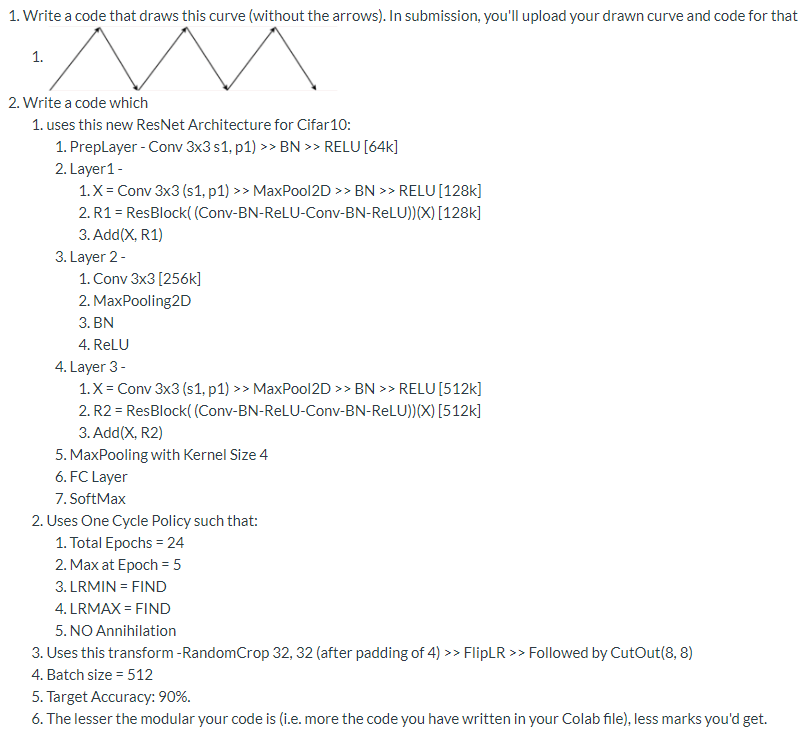 1. Write a code that draws this curve (without the arrows). In submission, you'll upload your drawn curve and code for that
1.
2. Write a code which
1. uses this new ResNet Architecture for Cifar10:
1. PrepLayer - Conv 3x3 s1, p1) >> BN >> RELU [64k]
2. Layer1 -
1. X = Conv 3x3 (s1, p1) >> MaxPool2D >> BN >> RELU [128k]
2. R1 = ResBlock( (Conv-BN-ReLU-Conv-BN-ReLU))(X) [128k]
3. Add(X, R1)
3. Layer 2 -
1. Conv 3x3 [256k]
2. MaxPooling2D
3. BN
4. ReLU
4. Layer 3 -
1. X = Conv 3x3 (s1, p1) >> MaxPool2D >> BN >> RELU [512k]
2. R2 = ResBlock( (Conv-BN-ReLU-Conv-BN-ReLU))(X) [512k]
3. Add(X, R2)
5. MaxPooling with Kernel Size 4
6. FC Layer
7. SoftMax
2. Uses One Cycle Policy such that:
1. Total Epochs = 24
2. Max at Epoch = 5
3. LRMIN = FIND
4. LRMAX = FIND
5. NO Annihilation
3. Uses this transform -RandomCrop 32, 32 (after padding of 4) >> FlipLR >> Followed by CutOut(8, 8)
4. Batch size = 512
5. Target Accuracy: 90%.
6. The lesser the modular your code is (i.e. more the code you have written in your Colab file), less marks you'd get.